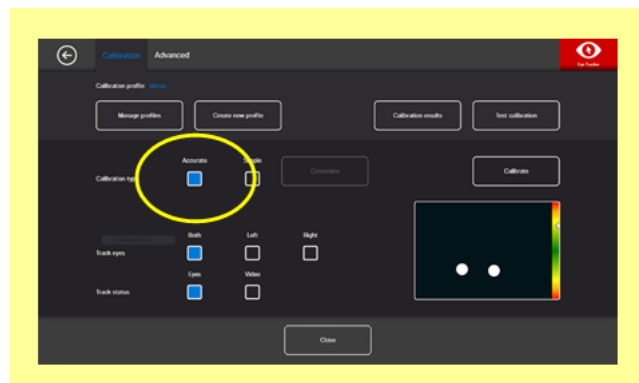 Calibration Advanced
Eye Tracker
Calibration profile:
Manage profiles Create new profile Calibration results Test calibration
Accurate Simple
Calibration type Customize Calibrate
Both Left Right
Track eyes
Eyes Video
Track status
Close